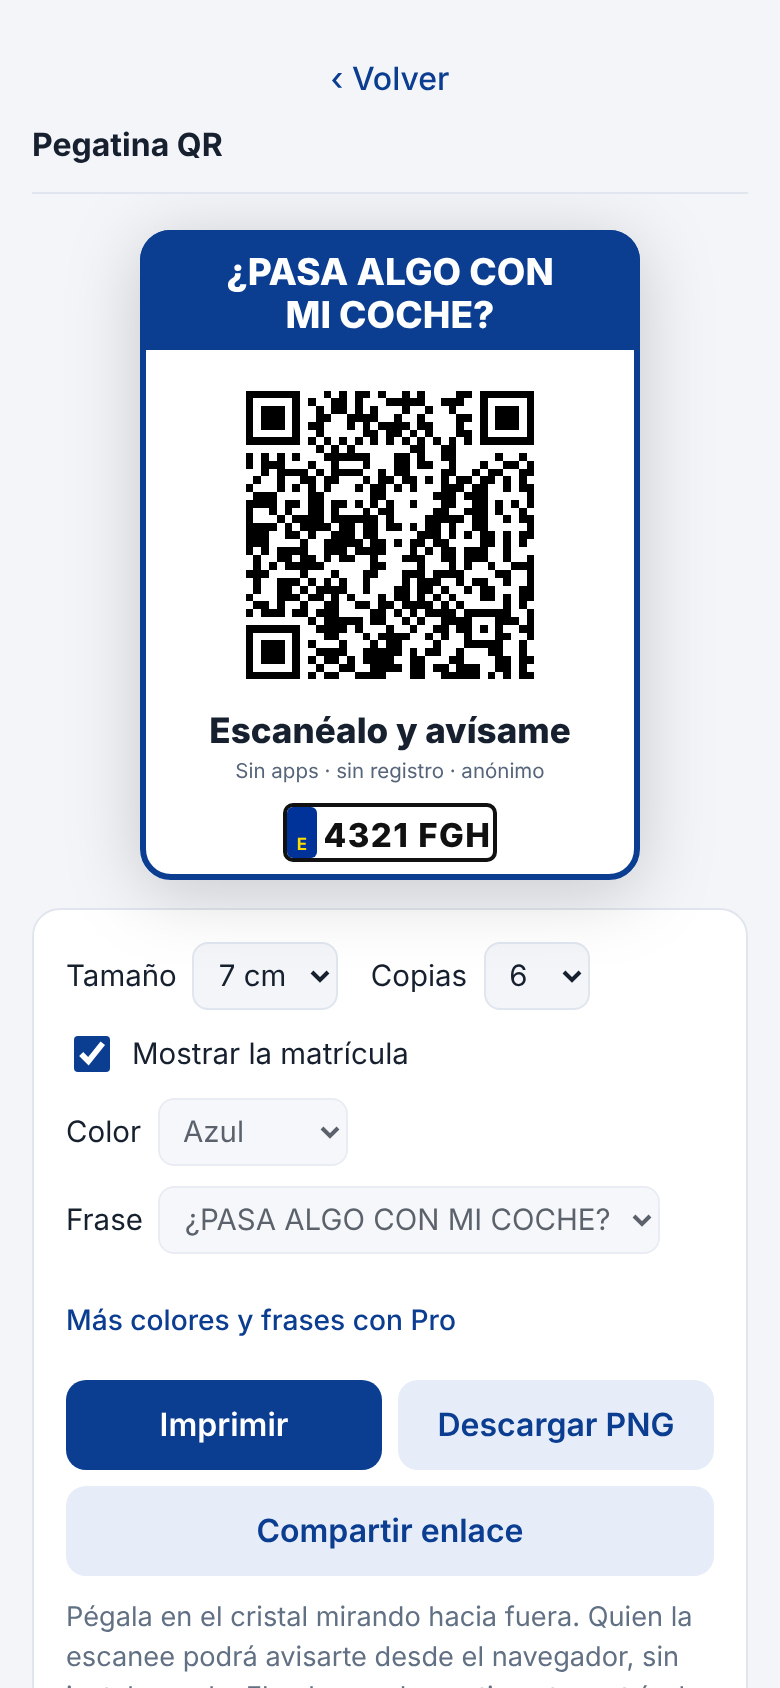 ‹ Volver
Pegatina QR
¿PASA ALGO CON
MI COCHE?
Escanéalo y avísame
Sin apps · sin registro · anónimo
E 4321 FGH
Tamaño 7 cm Copias 6
Mostrar la matrícula
Color Azul
Frase ¿PASA ALGO CON MI COCHE?
Más colores y frases con Pro
Imprimir Descargar PNG
Compartir enlace
Pégala en el cristal mirando hacia fuera. Quien la
escanee podrá avisarte desde el navegador, sin